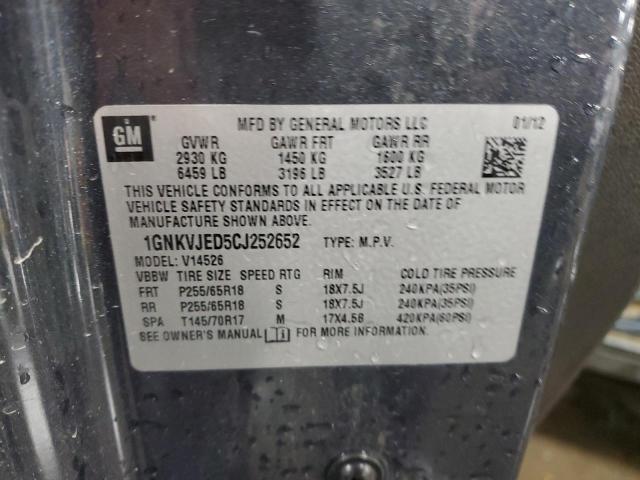 GM
MFD BY GENERAL MOTORS LLC 01/12
GVWR GAWR FRT GAWR RR
2930 KG 1450 KG 1600 KG
6459 LB 3196 LB 3527 LB
THIS VEHICLE CONFORMS TO ALL APPLICABLE U.S. FEDERAL MOTOR
VEHICLE SAFETY STANDARDS IN EFFECT ON THE DATE OF
MANUFACTURE SHOWN ABOVE.
1GNKVJED5CJ252652 TYPE: M.P.V.
MODEL: V14526
VBBW TIRE SIZE SPEED RTG RIM COLD TIRE PRESSURE
FRT P255/65R18 S 18X7.5J 240KPA(35PSI)
RR P255/65R18 S 18X7.5J 240KPA(35PSI)
SPA T145/70R17 M 17X4.5B 420KPA(60PSI)
SEE OWNER'S MANUAL FOR MORE INFORMATION.